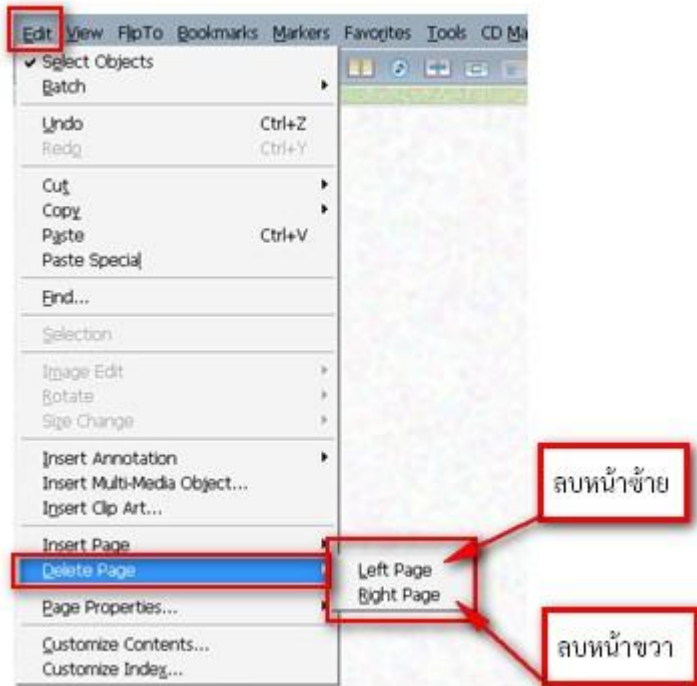 Edit View FlipTo Bookmarks Markers Favorites Tools CD Ma
Select Objects
Batch
Undo Ctrl+Z
Redo Ctrl+Y
Cut
Copy
Paste Ctrl+V
Paste Special
Find...
Selection
Image Edit
Rotate
Size Change
Insert Annotation
Insert Multi-Media Object...
Insert Clip Art...
Insert Page
Delete Page
Left Page
Right Page
Page Properties...
Customize Contents...
Customize Index...
ลบหน้าซ้าย
ลบหน้าขวา